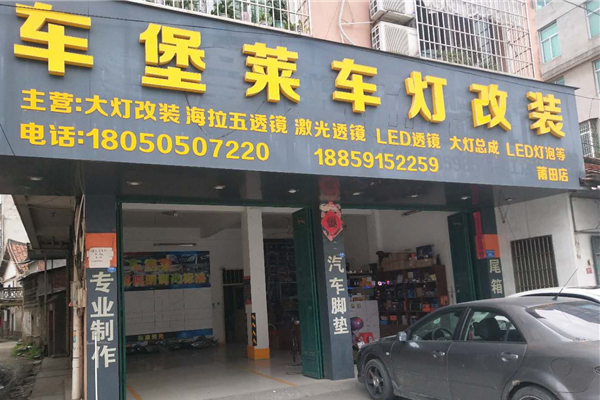 车堡莱车灯改装
主营:大灯改装 海拉五透镜 激光透镜 LED透镜 大灯总成 LED灯泡等
电话:18050507220 18859152259 莆田店
专业制作
汽车脚垫
尾箱